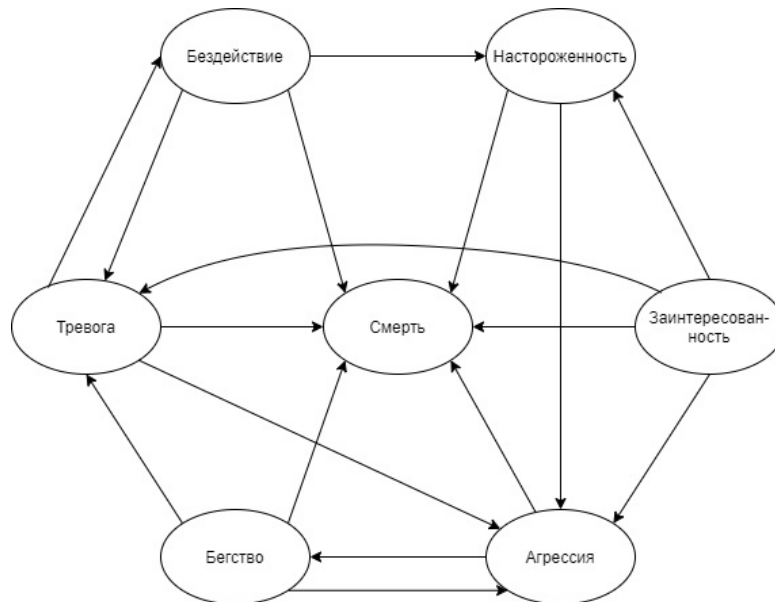 Бездействие
Настороженность
Тревога
Смерть
Заинтересован-
ность
Бегство
Агрессия